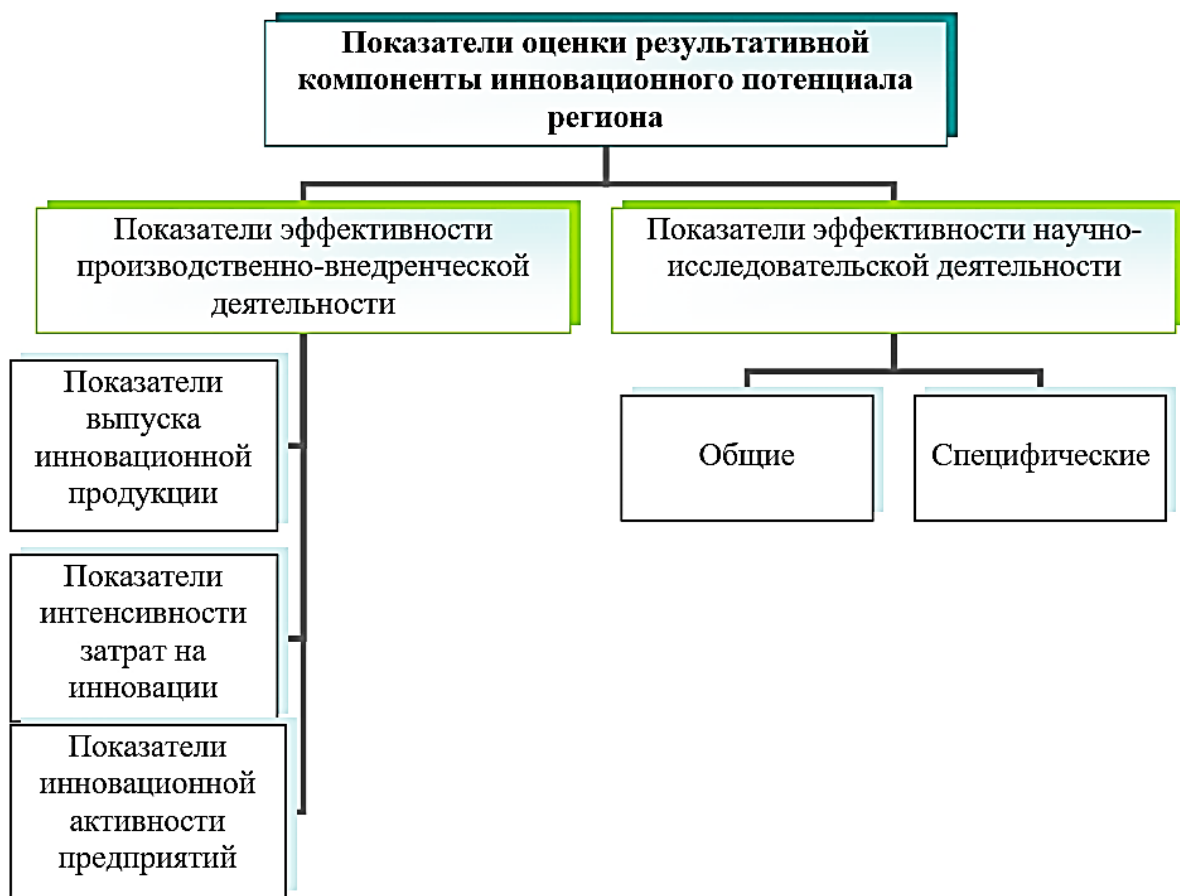 Показатели оценки результативной
компоненты инновационного потенциала
региона
Показатели эффективности
производственно-внедренческой
деятельности
Показатели эффективности научно-
исследовательской деятельности
Показатели
выпуска
инновационной
продукции
Общие
Специфические
Показатели
интенсивности
затрат на
инновации
Показатели
инновационной
активности
предприятий